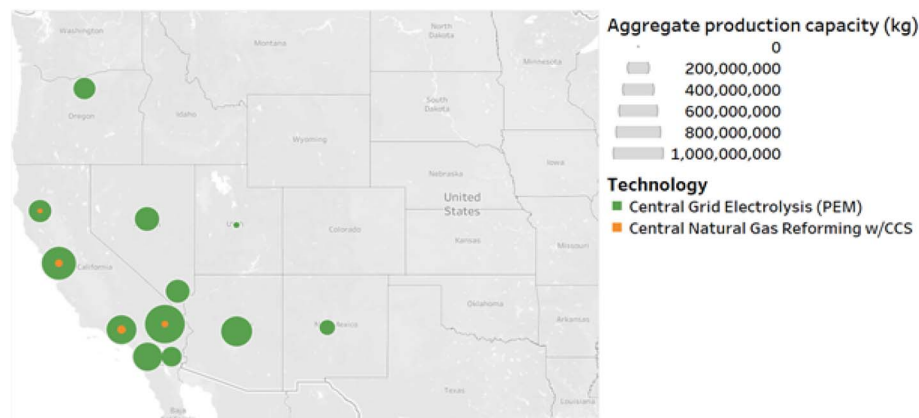 Aggregate production capacity (kg)
0
200,000,000
400,000,000
600,000,000
800,000,000
1,000,000,000
Technology
Central Grid Electrolysis (PEM)
Central Natural Gas Reforming w/CCS
Washington
Montana
North
Dakota
Minnesota
Oregon
Idaho
South
Dakota
Wyoming
Iowa
Nebraska
United
States
Colorado
Kansas
Missouri
California
Oklahoma
Arkansas
Mexico
Texas
Louisiana
Baja